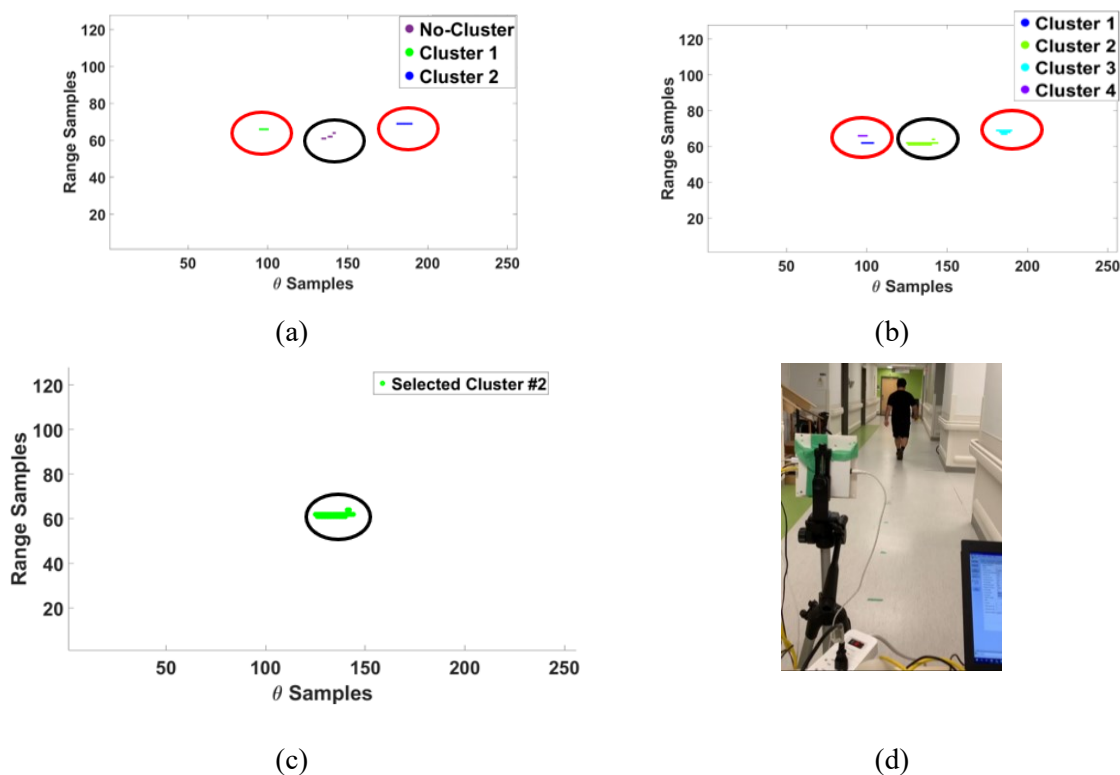 120
100
80
60
40
20
Range Samples
50 100 150 200 250
θ Samples
No-Cluster
Cluster 1
Cluster 2
(a)
120
100
80
60
40
20
Range Samples
50 100 150 200 250
θ Samples
Cluster 1
Cluster 2
Cluster 3
Cluster 4
(b)
120
100
80
60
40
20
Range Samples
50 100 150 200 250
θ Samples
Selected Cluster #2
(c)
(d)